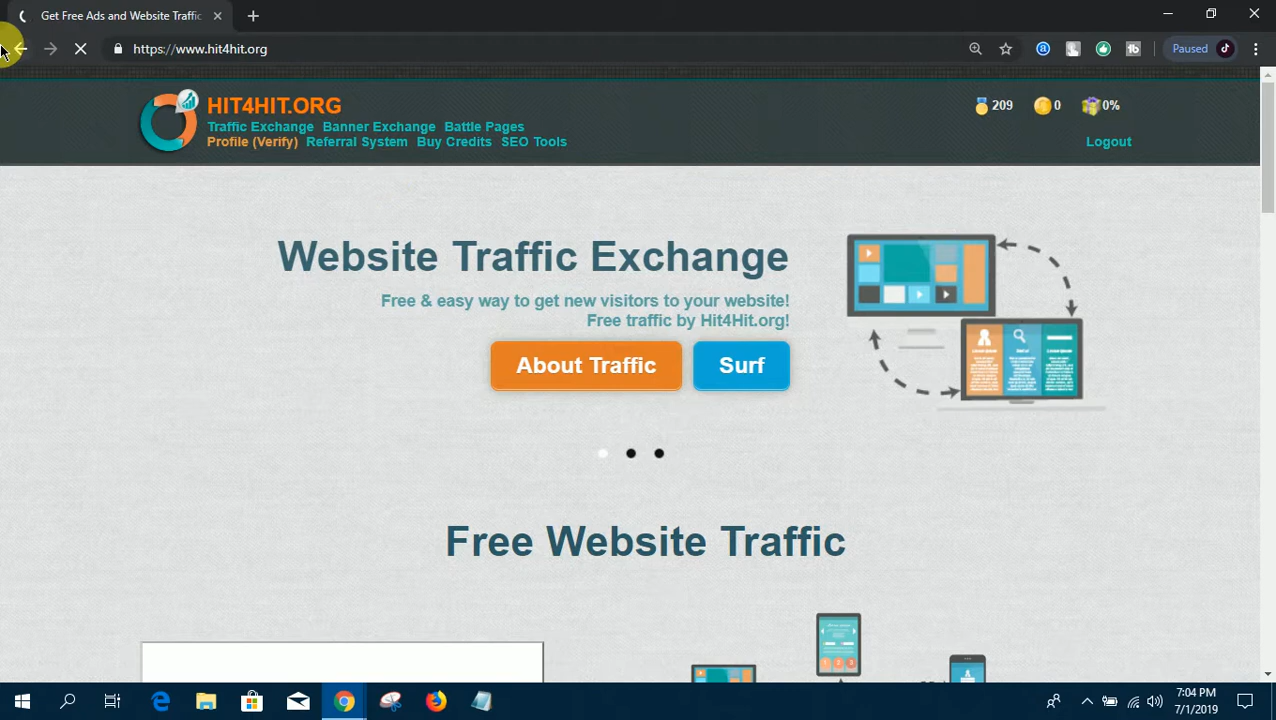 Get Free Ads and Website Traffic
https://www.hit4hit.org
Paused
HIT4HIT.ORG
Traffic Exchange Banner Exchange Battle Pages
Profile (Verify) Referral System Buy Credits SEO Tools
209 0 0%
Logout
Website Traffic Exchange
Free & easy way to get new visitors to your website!
Free traffic by Hit4Hit.org!
About Traffic Surf
Free Website Traffic
7:04 PM
7/1/2019